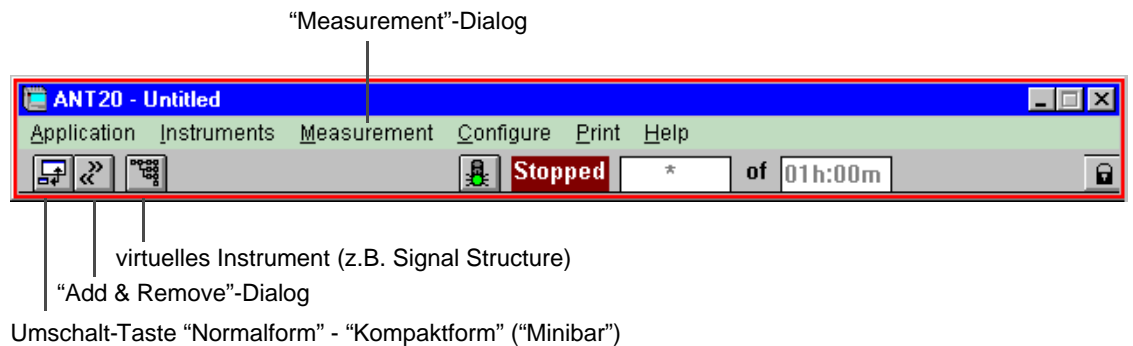 “Measurement”-Dialog
ANT20 - Untitled
Application Instruments Measurement Configure Print Help
Stopped * of 01h:00m
virtuelles Instrument (z.B. Signal Structure)
“Add & Remove”-Dialog
Umschalt-Taste “Normalform” - “Kompaktform” (“Minibar”)